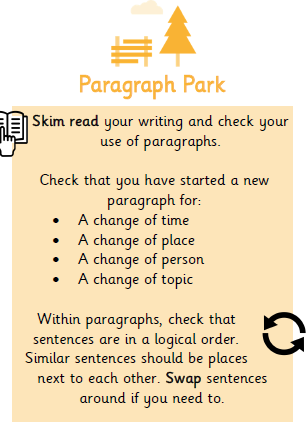 Paragraph Park
Skim read your writing and check your
use of paragraphs.
Check that you have started a new
paragraph for:
• A change of time
• A change of place
• A change of person
• A change of topic
Within paragraphs, check that
sentences are in a logical order.
Similar sentences should be places
next to each other. Swap sentences
around if you need to.